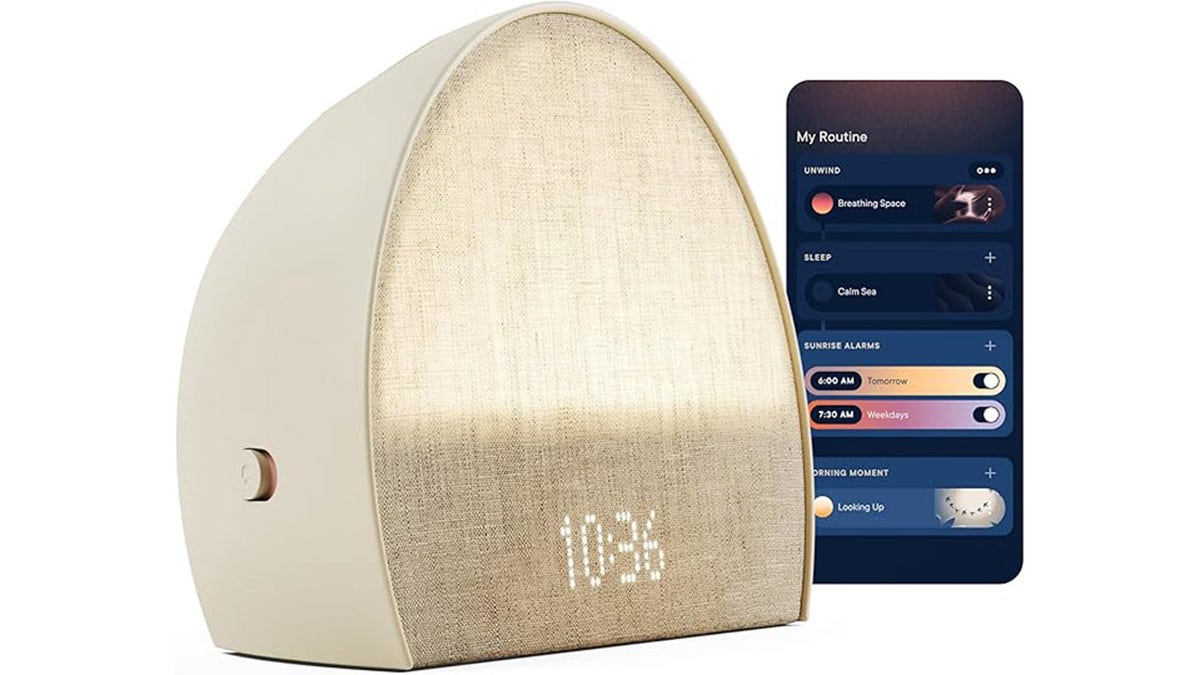 10:36
My Routine
UNWIND
Breathing Space
SLEEP
Calm Sea
SUNRISE ALARMS
6:00 AM Tomorrow
7:30 AM Weekdays
ORNING MOMENT
Looking Up